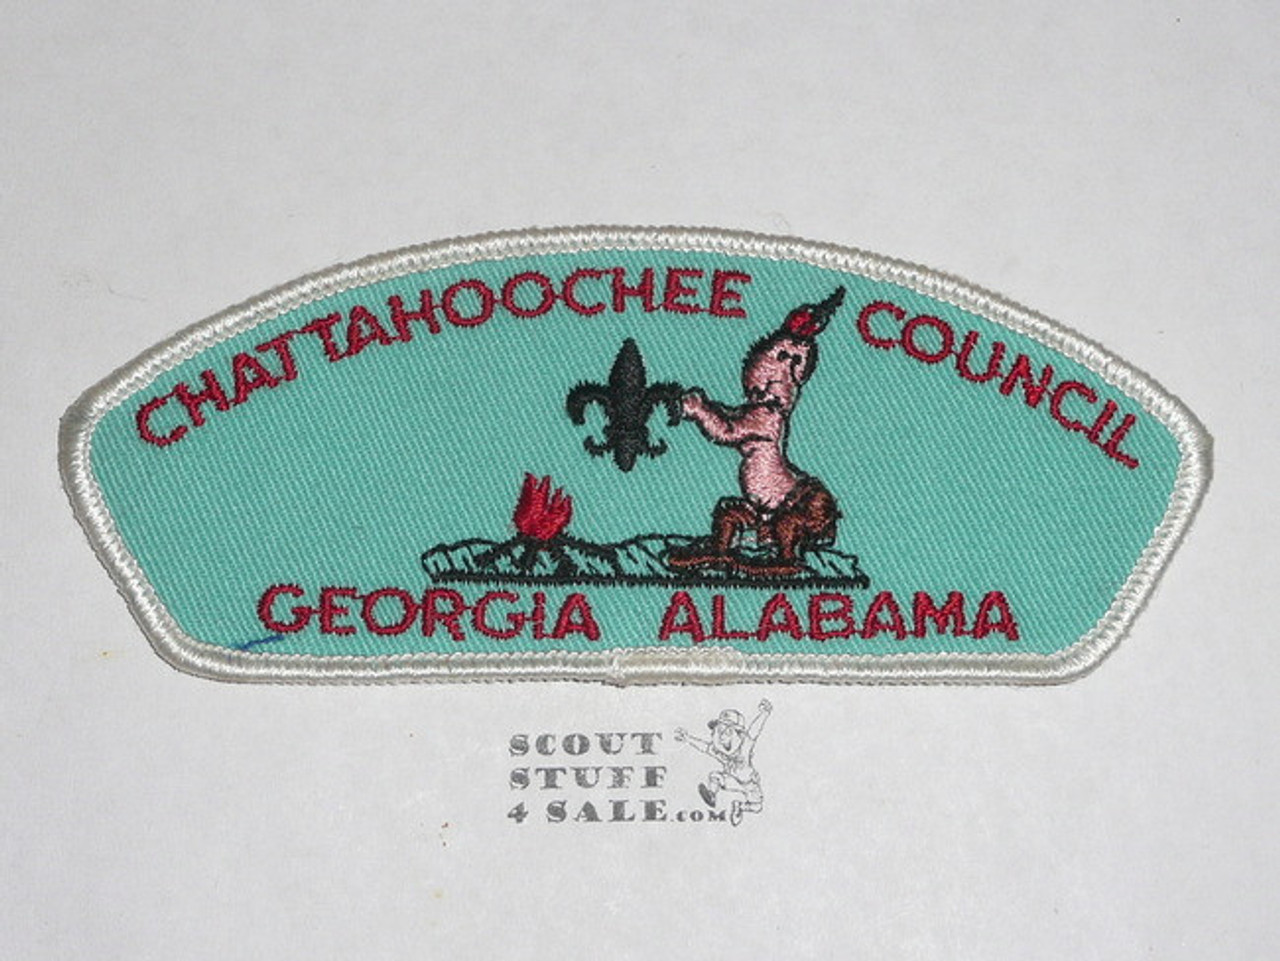 CHATTAHOOCHEE COUNCIL
GEORGIA ALABAMA
SCOUT
STUFF
4 SALE.COM